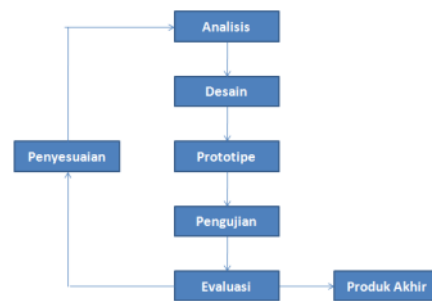 Analisis
Desain
Penyesuaian
Prototipe
Pengujian
Evaluasi
Produk Akhir